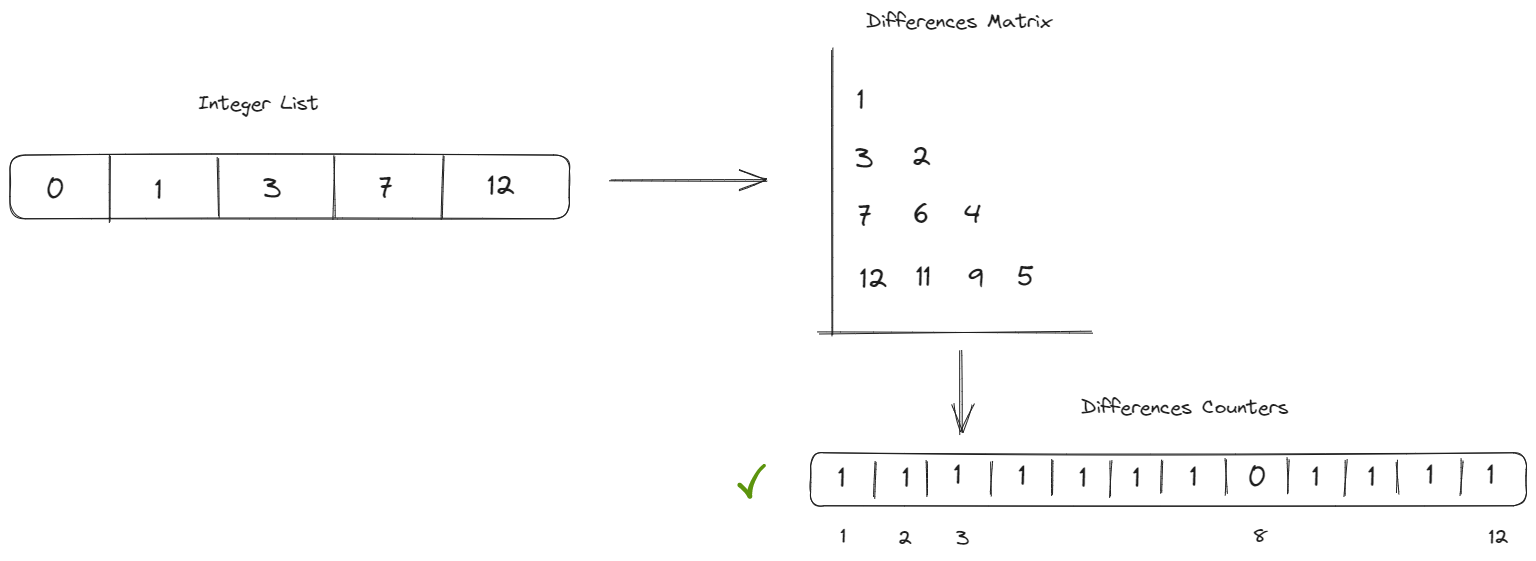 Differences Matrix
Integer List
0 1 3 7 12
1
3 2
7 6 4
12 11 9 5
Differences Counters
1 1 1 1 1 1 1 0 1 1 1 1
1 2 3 8 12